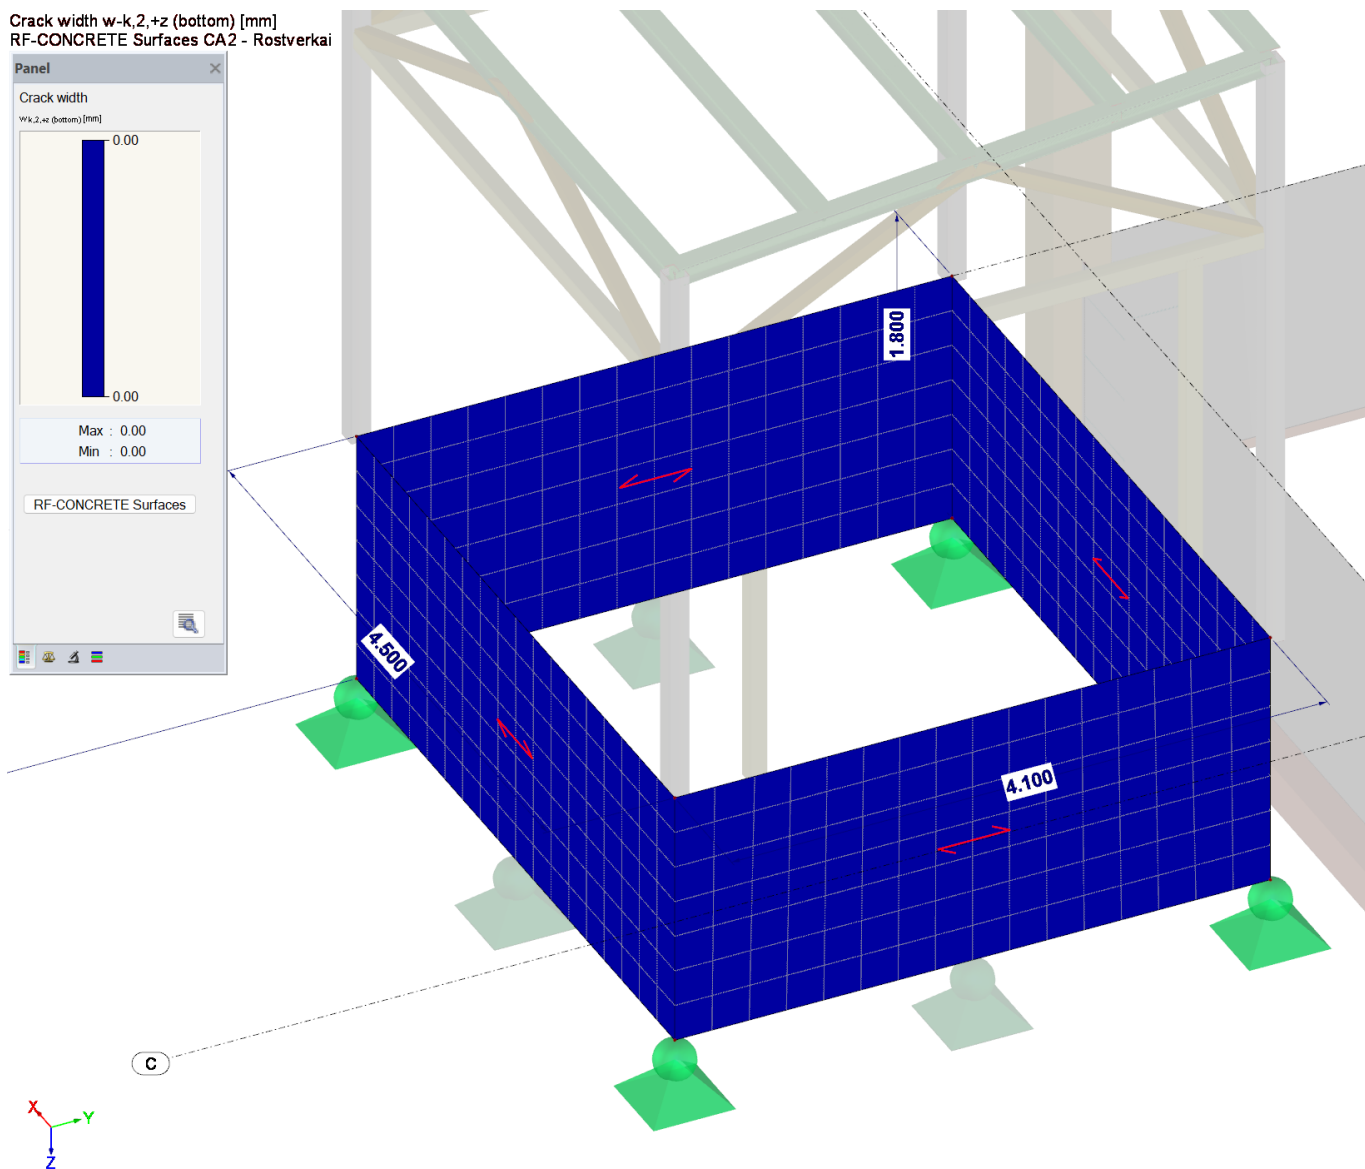 Crack width w-k,2,+z (bottom) [mm]
RF-CONCRETE Surfaces CA2 - Rostverkai
Panel
Crack width
w k,2,+z (bottom) [mm]
0.00
0.00
Max : 0.00
Min : 0.00
RF-CONCRETE Surfaces
1.800
4.500
4.100
C
X
Y
Z